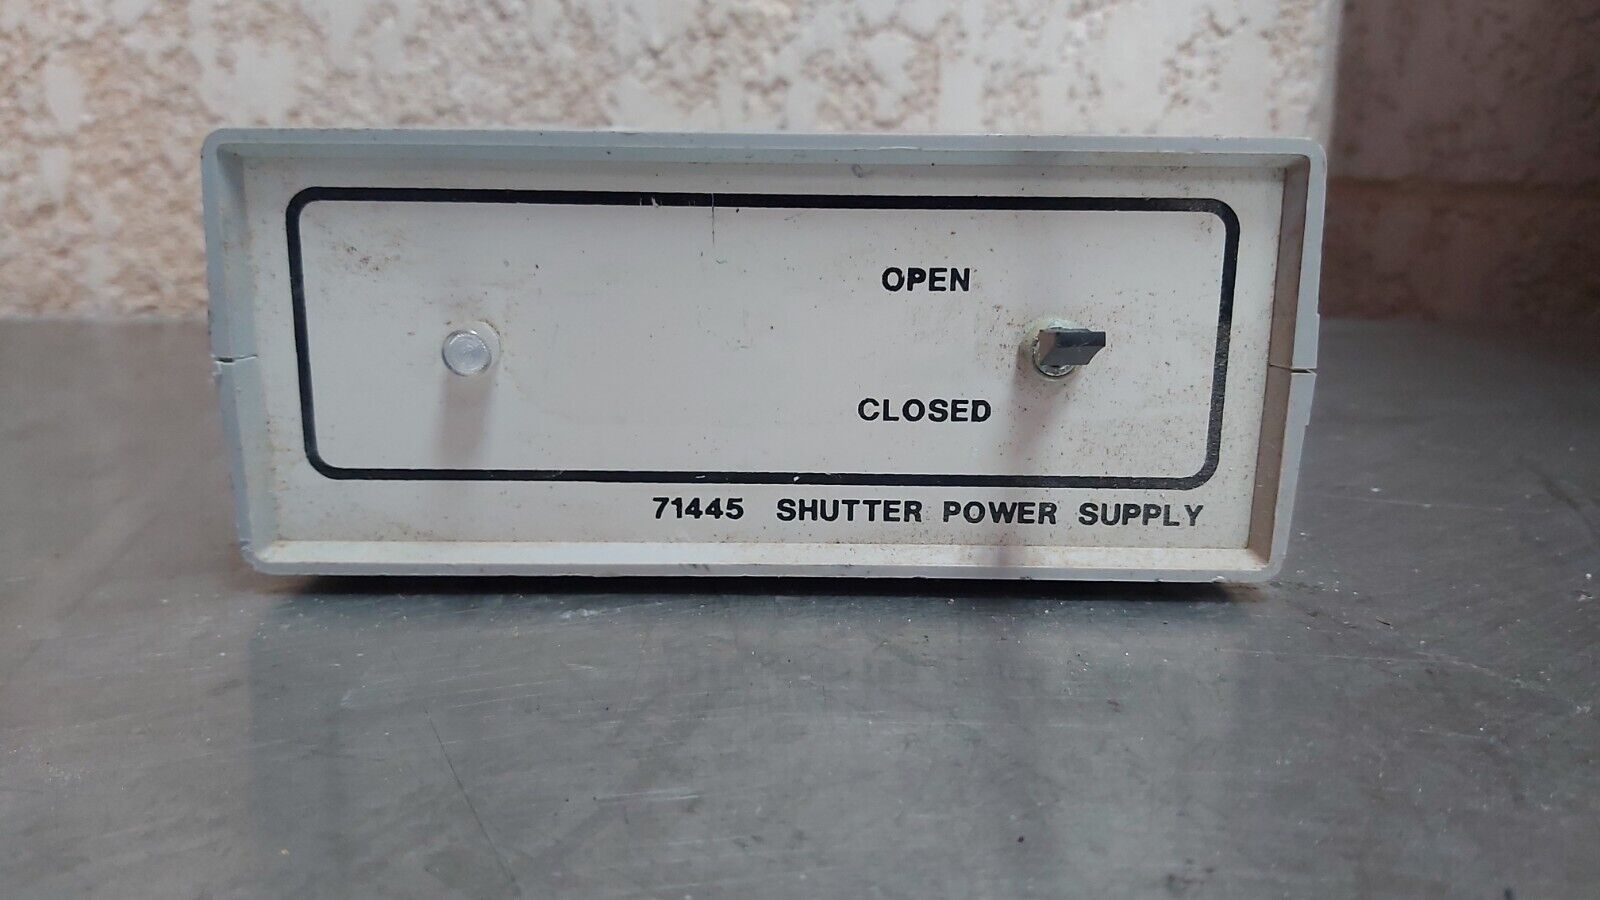 OPEN
CLOSED
71445 SHUTTER POWER SUPPLY